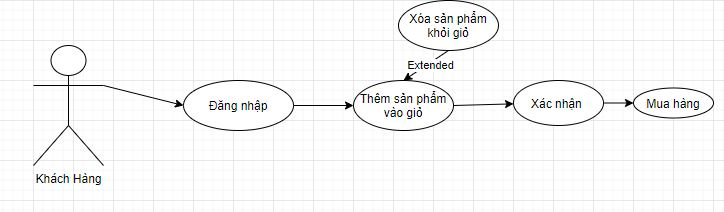 Xóa sản phẩm
khỏi giỏ
Extended
Đăng nhập
Thêm sản phẩm
vào giỏ
Xác nhận
Mua hàng
Khách Hàng